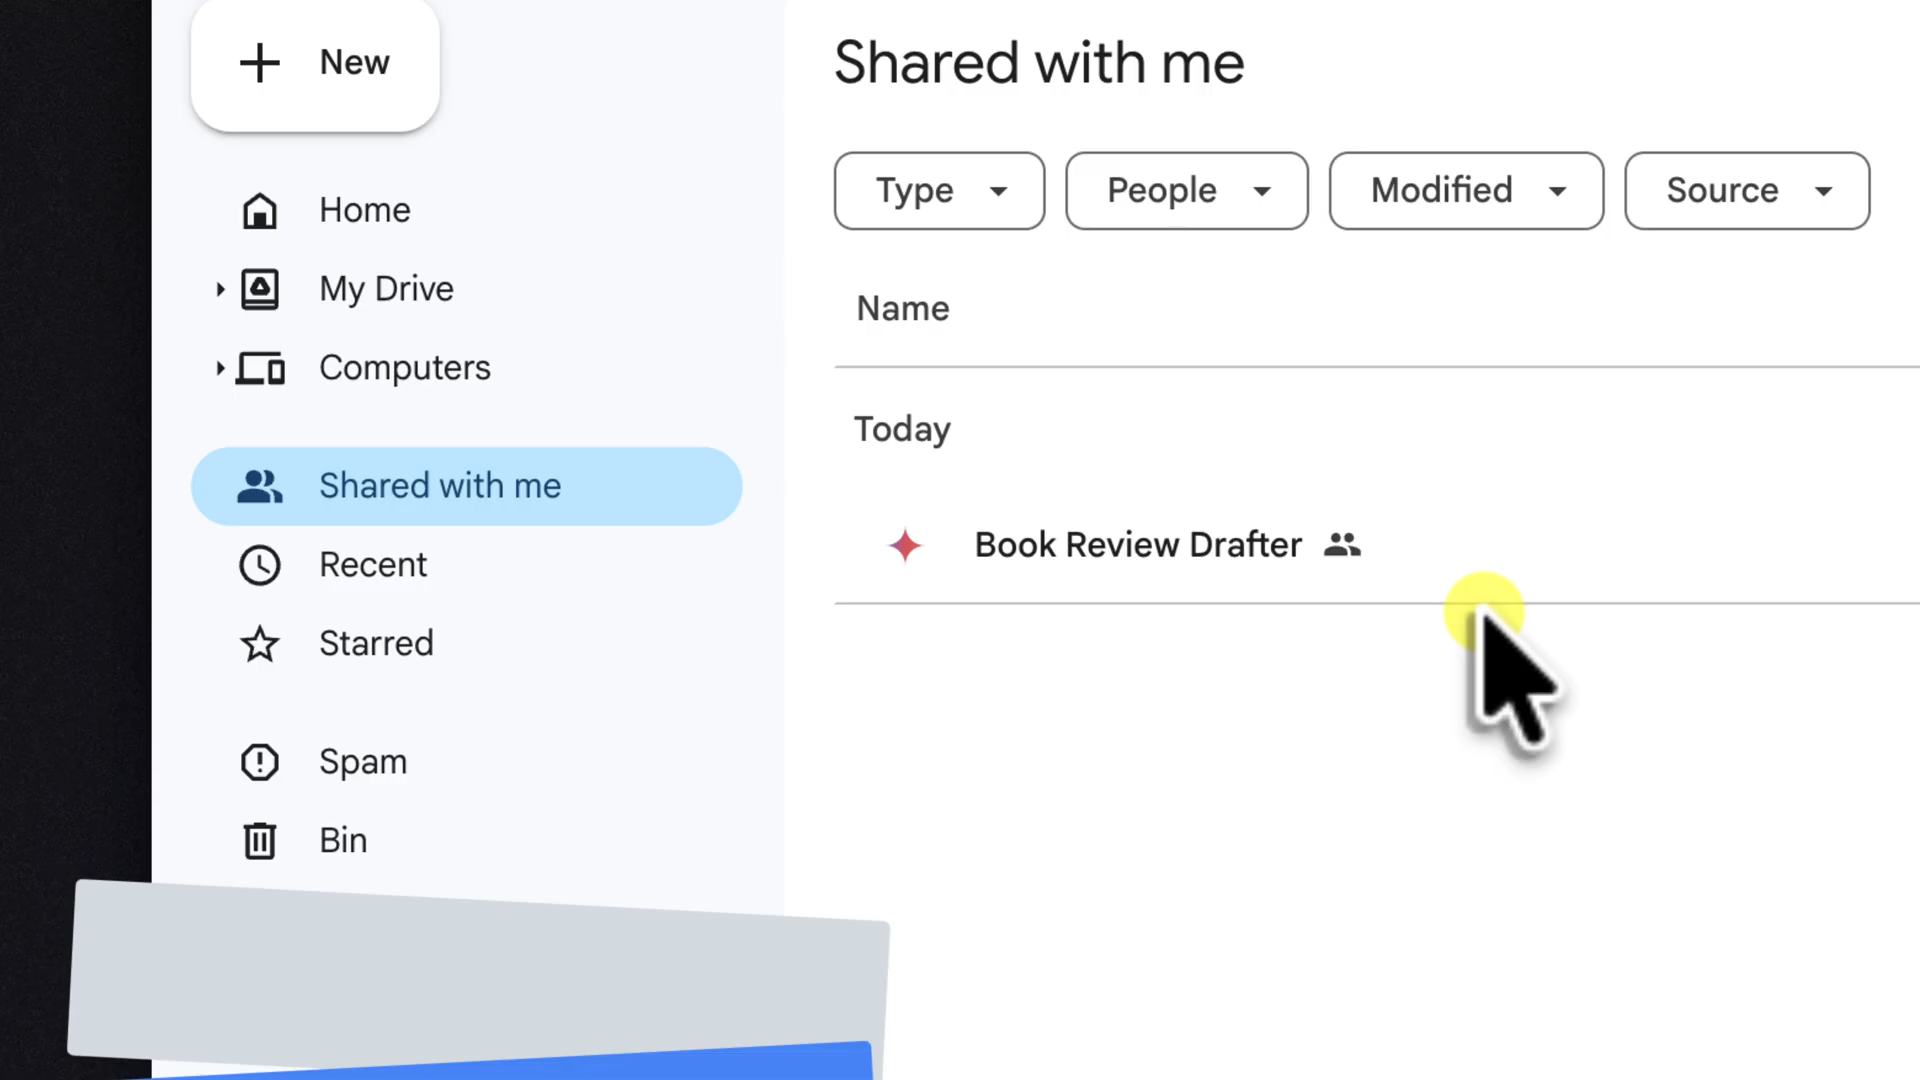 New
Home
My Drive
Computers
Shared with me
Recent
Starred
Spam
Bin
Shared with me
Type
People
Modified
Source
Name
Today
Book Review Drafter